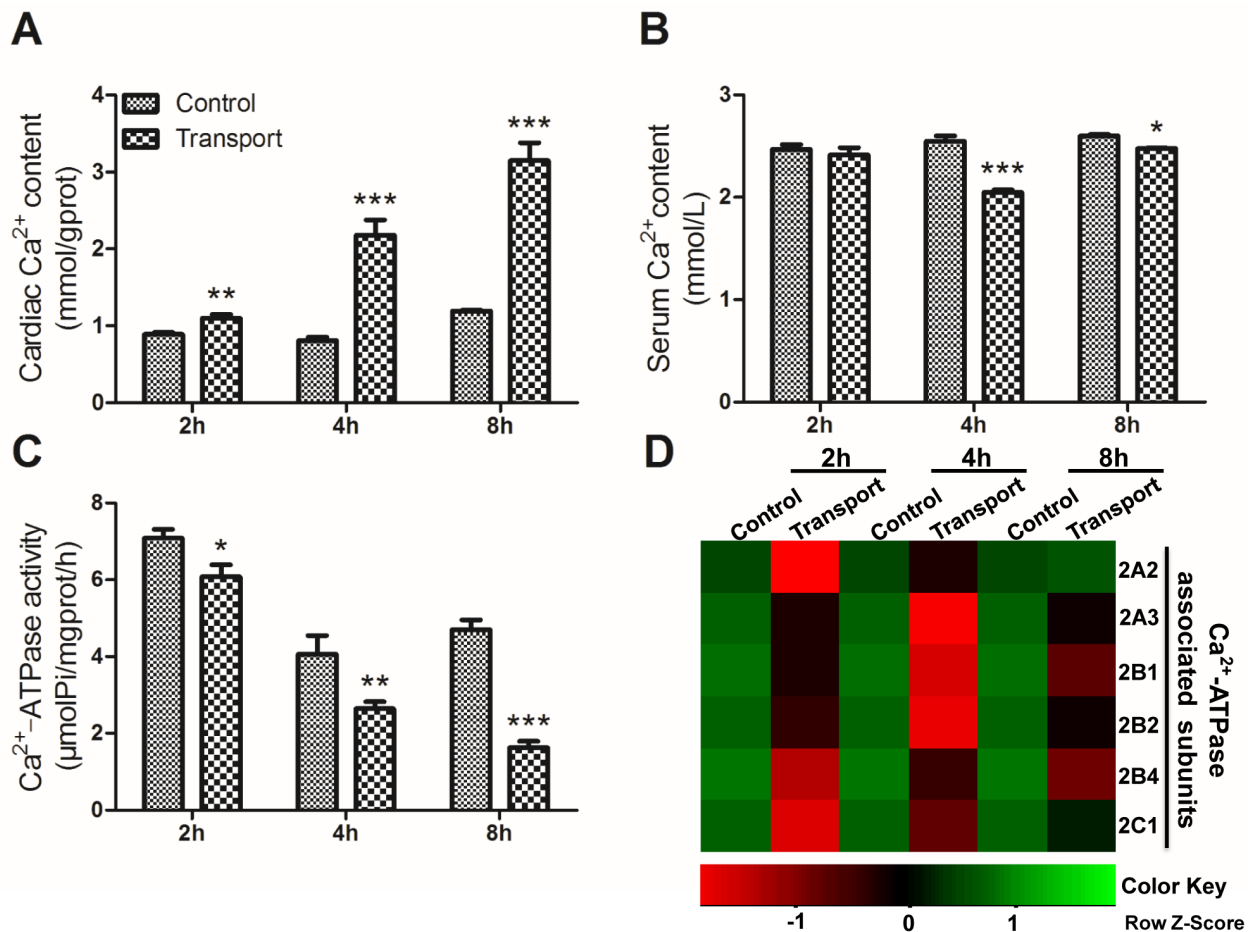 A
Cardiac Ca²⁺ content
(mmol/gprot)
4
3
2
1
0
Control
Transport
**
***
***
2h
4h
8h
B
Serum Ca²⁺ content
(mmol/L)
3
2
1
0
***
*
2h
4h
8h
C
Ca²⁺–ATPase activity
(μmolPi/mgprot/h)
8
6
4
2
0
*
**
***
2h
4h
8h
D
2h 4h 8h
Control Transport Control Transport Control Transport
2A2
2A3
2B1
2B2
2B4
2C1
Ca²⁺-ATPase
associated subunits
Color Key
-1 0 1 Row Z-Score